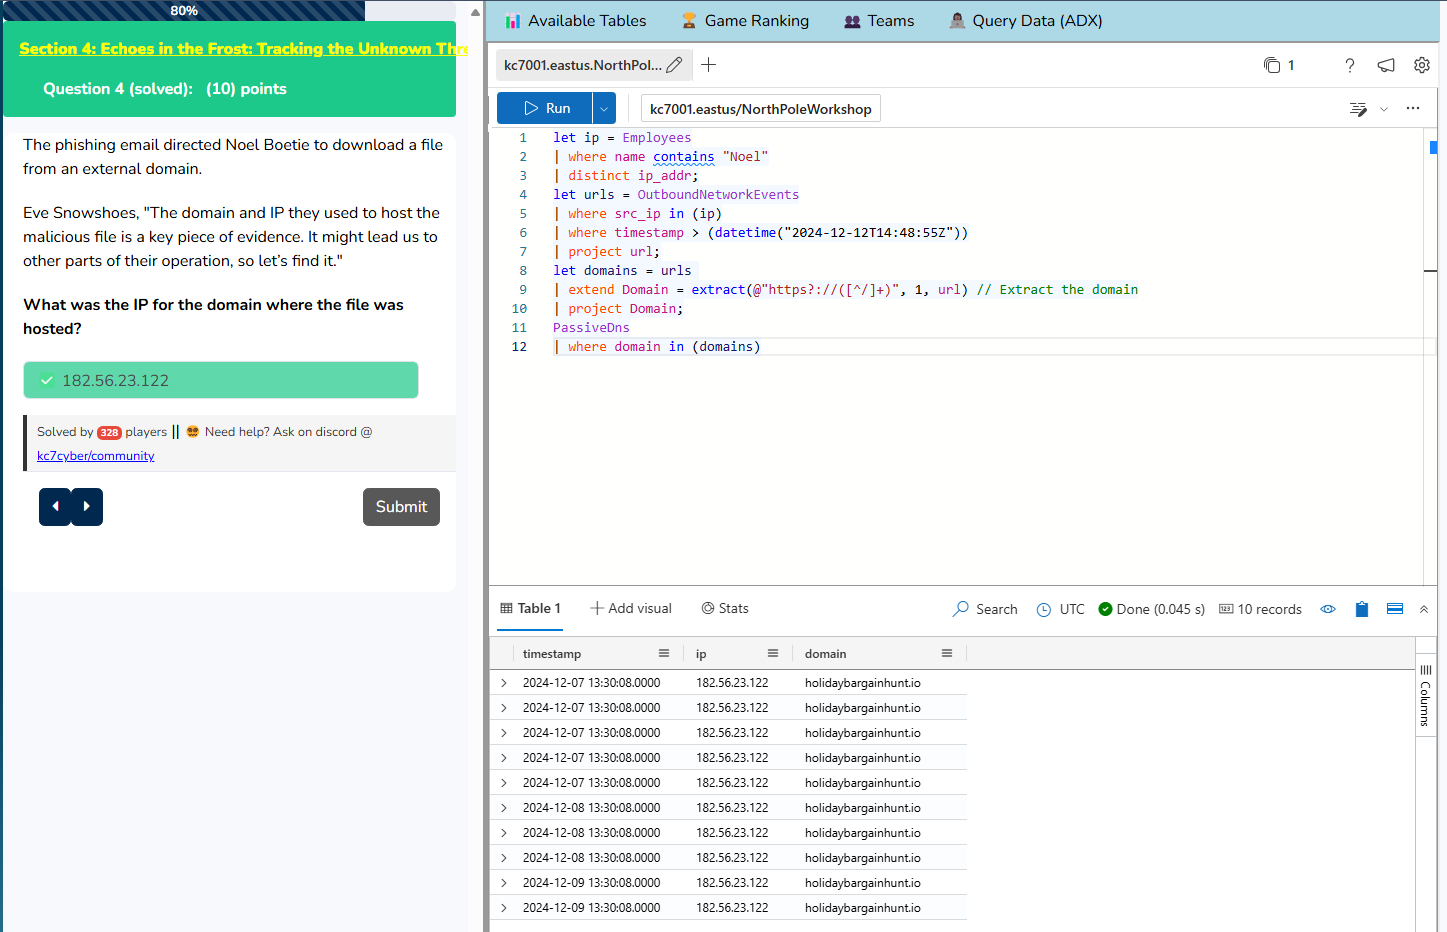 80%
Section 4: Echoes in the Frost: Tracking the Unknown Thre
Question 4 (solved): (10) points
The phishing email directed Noel Boetie to download a file
from an external domain.
Eve Snowshoes, "The domain and IP they used to host the
malicious file is a key piece of evidence. It might lead us to
other parts of their operation, so let's find it."
What was the IP for the domain where the file was
hosted?
182.56.23.122
Solved by 328 players || Need help? Ask on discord @
kc7cyber/community
Submit
Available Tables
Game Ranking
Teams
Query Data (ADX)
kc7001.eastus.NorthPol...
1
?
Run
kc7001.eastus/NorthPoleWorkshop
...
1 let ip = Employees
2 | where name contains "Noel"
3 | distinct ip_addr;
4 let urls = OutboundNetworkEvents
5 | where src_ip in (ip)
6 | where timestamp > (datetime("2024-12-12T14:48:55Z"))
7 | project url;
8 let domains = urls
9 | extend Domain = extract(@"https?://([^/]+)", 1, url) // Extract the domain
10 | project Domain;
11 PassiveDns
12 | where domain in (domains)
Table 1
Add visual
Stats
Search
UTC
Done (0.045 s)
123 10 records
timestamp ip domain
2024-12-07 13:30:08.0000 182.56.23.122 holidaybargainhunt.io
2024-12-07 13:30:08.0000 182.56.23.122 holidaybargainhunt.io
2024-12-07 13:30:08.0000 182.56.23.122 holidaybargainhunt.io
2024-12-07 13:30:08.0000 182.56.23.122 holidaybargainhunt.io
2024-12-07 13:30:08.0000 182.56.23.122 holidaybargainhunt.io
2024-12-08 13:30:08.0000 182.56.23.122 holidaybargainhunt.io
2024-12-08 13:30:08.0000 182.56.23.122 holidaybargainhunt.io
2024-12-08 13:30:08.0000 182.56.23.122 holidaybargainhunt.io
2024-12-09 13:30:08.0000 182.56.23.122 holidaybargainhunt.io
2024-12-09 13:30:08.0000 182.56.23.122 holidaybargainhunt.io
Columns